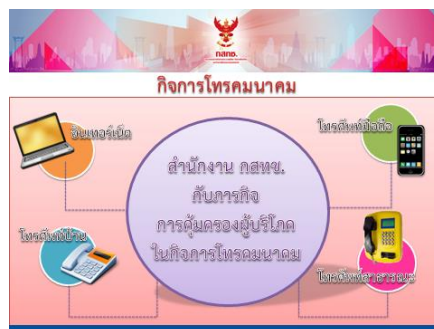 กสทช.
กิจการโทรคมนาคม
อินเทอร์เน็ต
โทรศัพท์มือถือ
สำนักงาน กสทช.
กับภารกิจ
การคุ้มครองผู้บริโภค
ในกิจการโทรคมนาคม
โทรศัพท์บ้าน
โทรศัพท์สาธารณะ